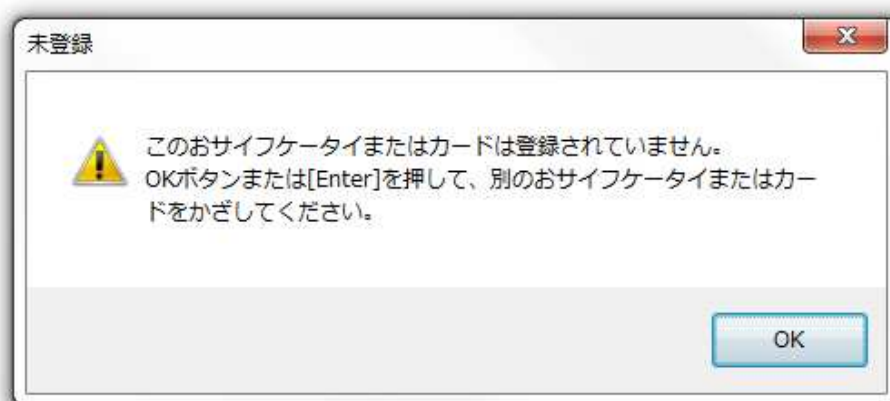 未登録
このおサイフケータイまたはカードは登録されていません。
OKボタンまたは[Enter]を押して、別のおサイフケータイまたはカー
ドをかざしてください。
OK